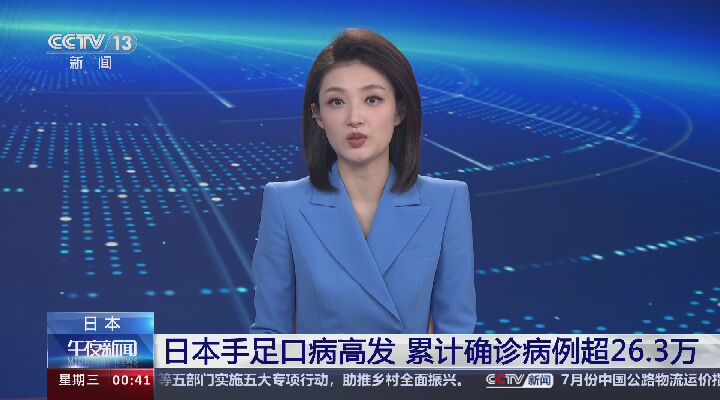 CCTV 13
新闻
日本
午夜新闻
MIDNIGHT NEWS
日本手足口病高发 累计确诊病例超26.3万
星期三 00:41 等五部门实施五大专项行动，助推乡村全面振兴。 CCTV 新闻 7月份中国公路物流运价指